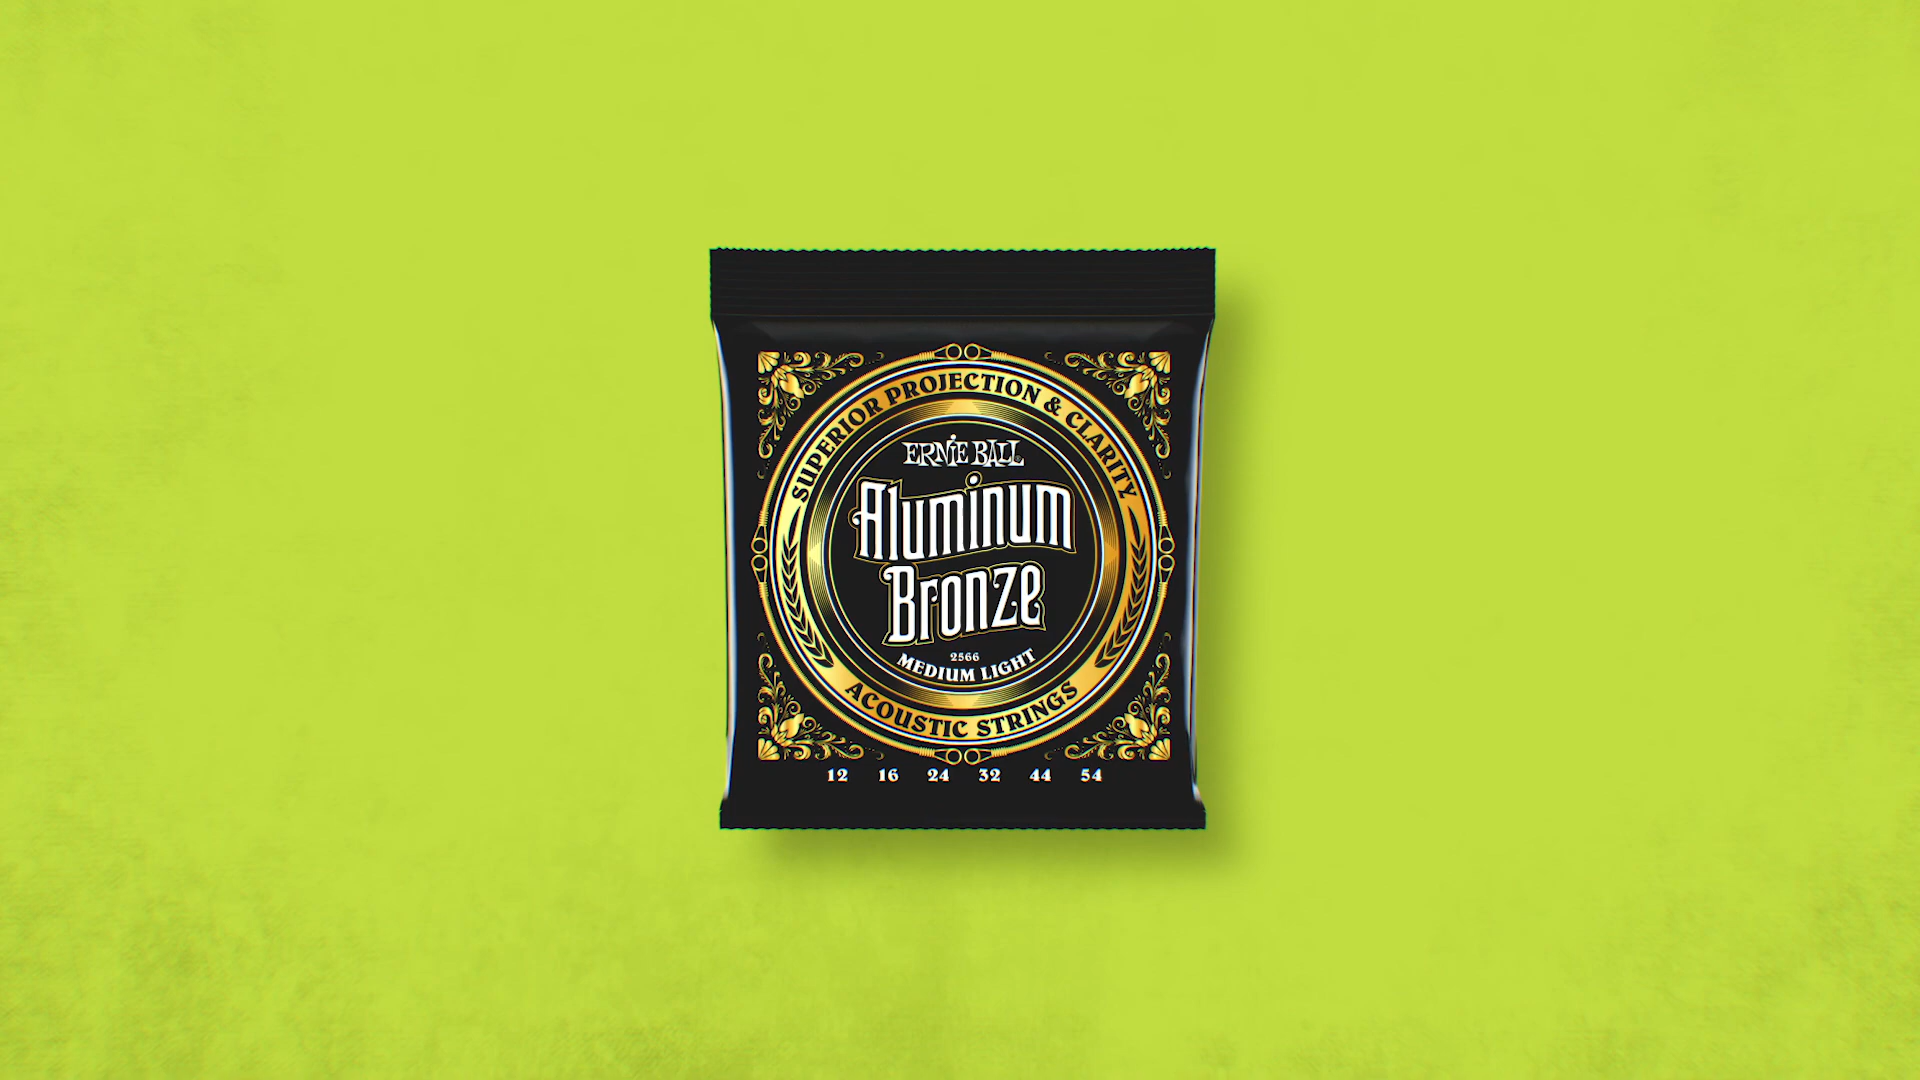 SUPERIOR PROJECTION & CLARITY
ERNIE BALL
Aluminum
Bronze
2566
MEDIUM LIGHT
ACOUSTIC STRINGS
12 16 24 32 44 54